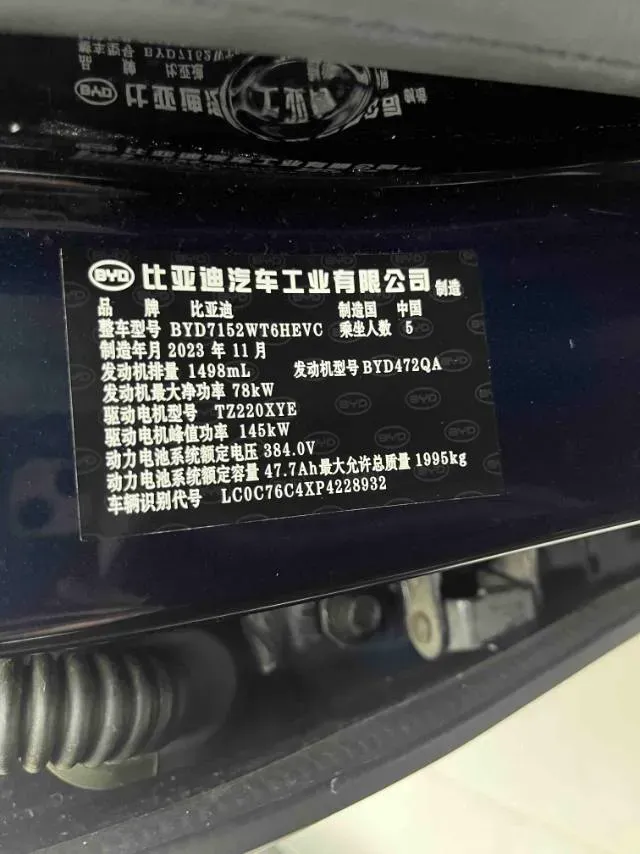 BYD 比亚迪汽车工业有限公司 制造
品 牌 比亚迪 制造国 中国
整车型号 BYD7152WT6HEVC 乘坐人数 5
制造年月 2023 年 11 月
发动机排量 1498mL 发动机型号 BYD472QA
发动机最大净功率 78kW
驱动电机型号 TZ220XYE
驱动电机峰值功率 145kW
动力电池系统额定电压 384.0V
动力电池系统额定容量 47.7Ah 最大允许总质量 1995kg
车辆识别代号 LC0C76C4XP4228932